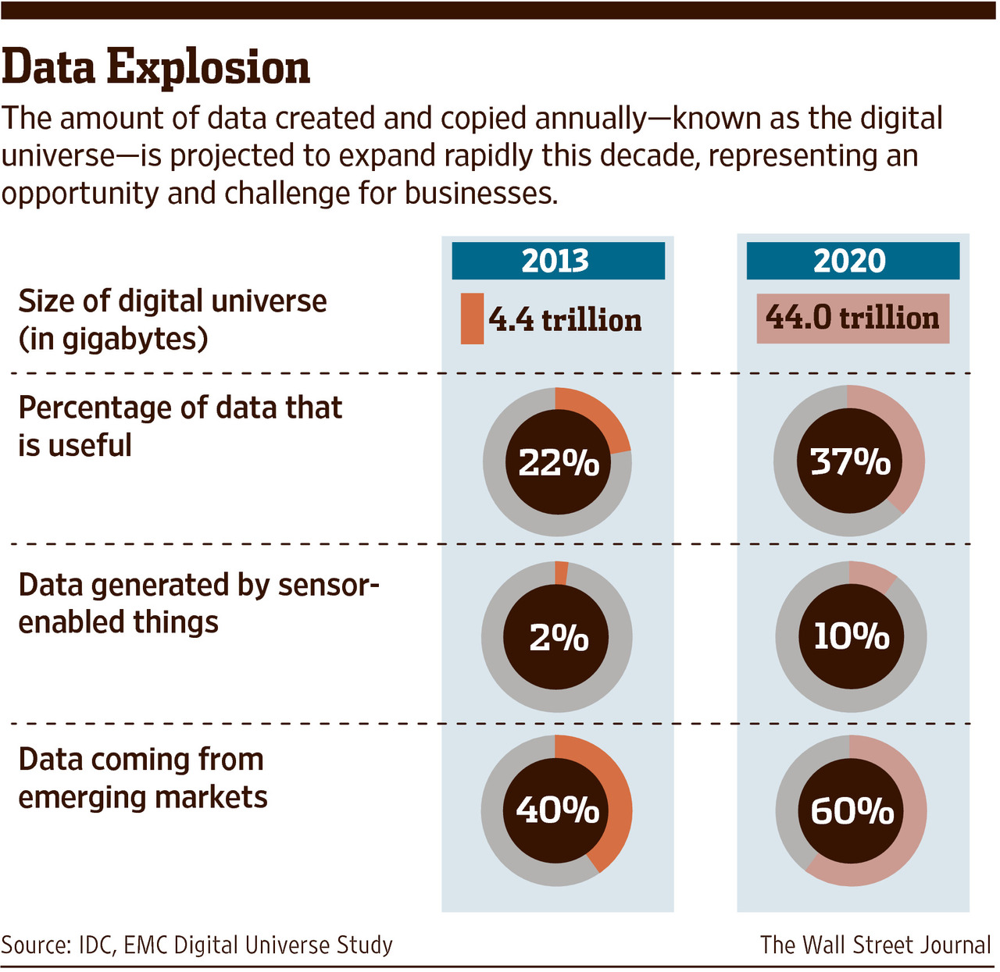 Data Explosion
The amount of data created and copied annually—known as the digital
universe—is projected to expand rapidly this decade, representing an
opportunity and challenge for businesses.
2013
2020
Size of digital universe
(in gigabytes)
4.4 trillion
44.0 trillion
Percentage of data that
is useful
22%
37%
Data generated by sensor-
enabled things
2%
10%
Data coming from
emerging markets
40%
60%
Source: IDC, EMC Digital Universe Study
The Wall Street Journal